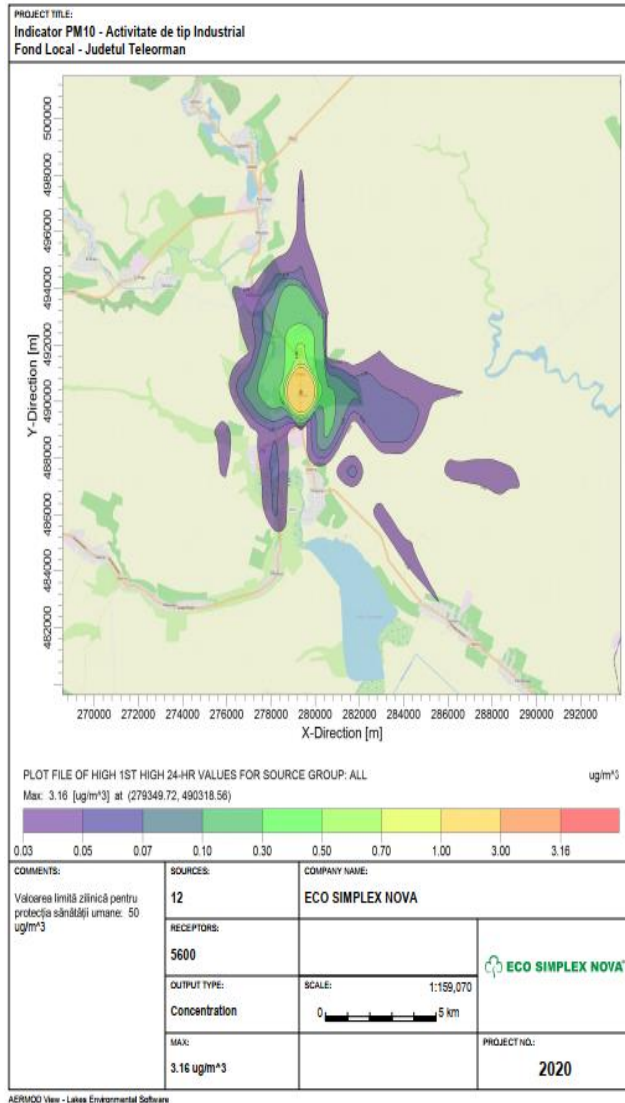 PROJECT TITLE:
Indicator PM10 - Activitate de tip Industrial
Fond Local - Judetul Teleorman
Y-Direction [m]
500000
498000
496000
494000
492000
490000
488000
486000
484000
482000
270000 272000 274000 276000 278000 280000 282000 284000 286000 288000 290000 292000
X-Direction [m]
PLOT FILE OF HIGH 1ST HIGH 24-HR VALUES FOR SOURCE GROUP: ALL
ug/m^3
Max: 3.16 [ug/m^3] at (279349.72, 490318.56)
0.03 0.05 0.07 0.10 0.30 0.50 0.70 1.00 3.00 3.16
COMMENTS:
Valoarea limită zilinică pentru
protecția sănătății umane: 50
ug/m^3
SOURCES:
12
COMPANY NAME:
ECO SIMPLEX NOVA
RECEPTORS:
5600
OUTPUT TYPE:
Concentration
SCALE:
1:159,070
0
5 km
ECO SIMPLEX NOVA
MAX:
3.16 ug/m^3
PROJECT NO.:
2020
AERMOD View - Lakes Environmental Software